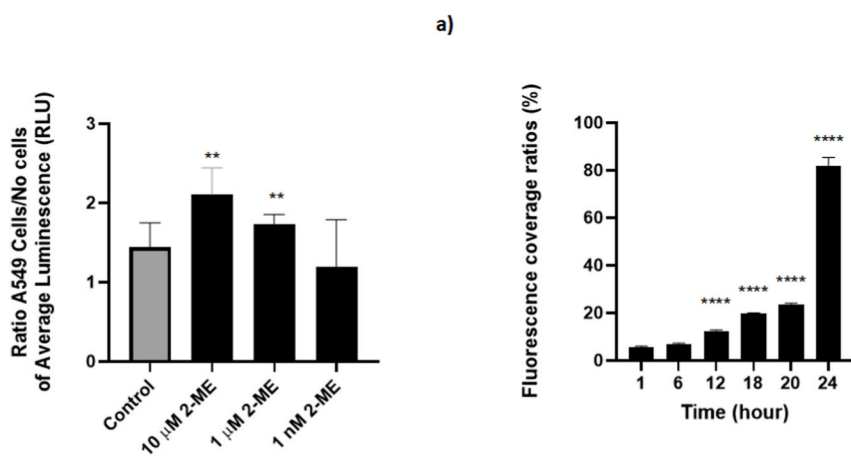 a)
Ratio A549 Cells/No cells
of Average Luminescence (RLU)
3
2
1
0
**
**
Control
10 μM 2-ME
1 μM 2-ME
1 nM 2-ME
Fluorescence coverage ratios (%)
100
80
60
40
20
0
****
****
****
****
1 6 12 18 20 24
Time (hour)